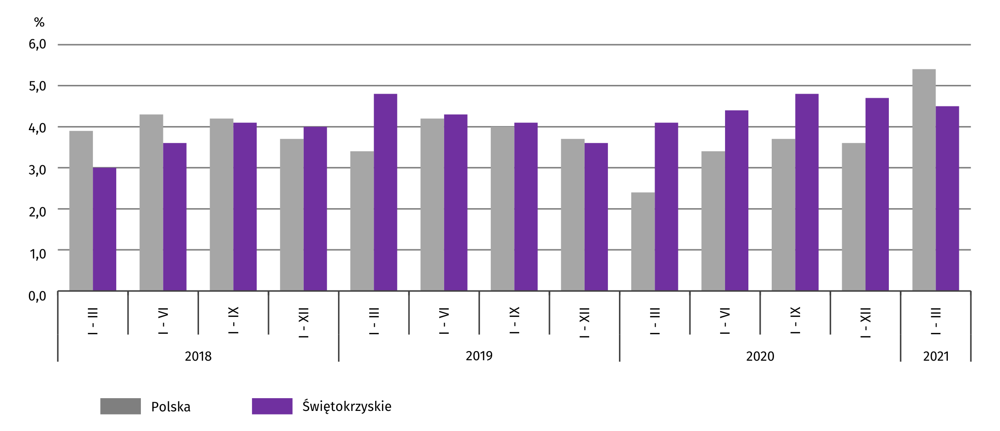 %
6,0
5,0
4,0
3,0
2,0
1,0
0,0
I - III
I - VI
I - IX
I - XII
I - III
I - VI
I - IX
I - XII
I - III
I - VI
I - IX
I - XII
I - III
2018
2019
2020
2021
Polska
Świętokrzyskie